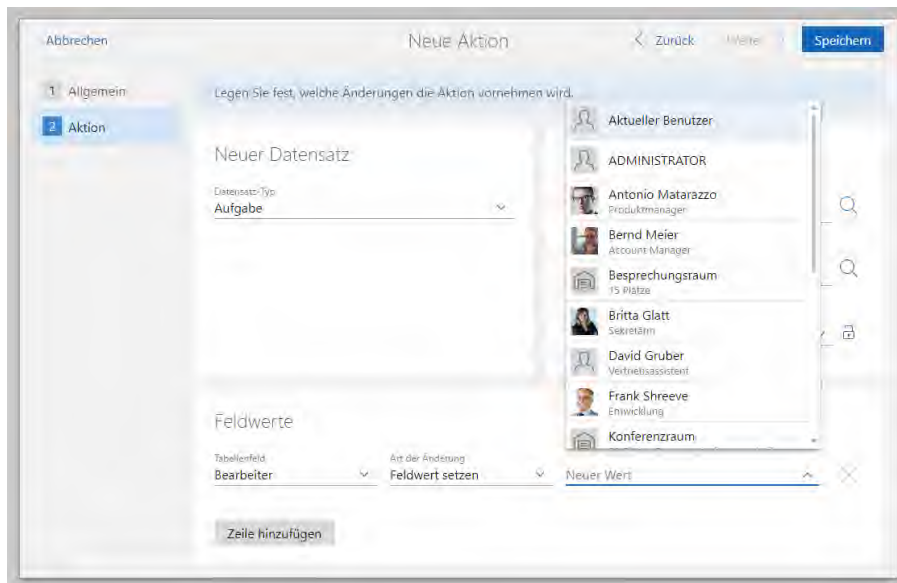 Abbrechen
Neue Aktion
Zurück
Weiter
Speichern
1 Allgemein
2 Aktion
Legen Sie fest, welche Änderungen die Aktion vornehmen wird.
Neuer Datensatz
Datensatz-Typ
Aufgabe
Aktueller Benutzer
ADMINISTRATOR
Antonio Matarazzo
Produktmanager
Bernd Meier
Account Manager
Besprechungsraum
15 Plätze
Britta Glatt
Sekretärin
David Gruber
Vertriebsassistent
Frank Shreeve
Entwicklung
Konferenzraum
Feldwerte
Tabellenfeld
Bearbeiter
Art der Änderung
Feldwert setzen
Neuer Wert
Zeile hinzufügen